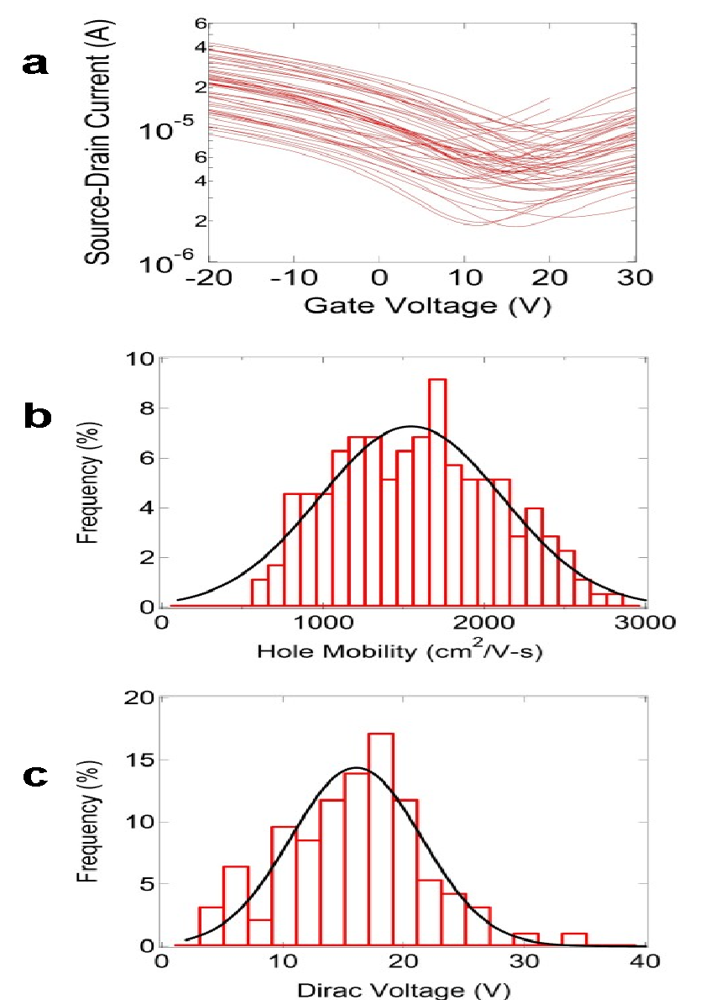 a
Source-Drain Current (A)
6
4
2
10-5
6
4
2
10-6
-20 -10 0 10 20 30
Gate Voltage (V)
b
Frequency (%)
10
8
6
4
2
0
0 1000 2000 3000
Hole Mobility (cm2/V-s)
c
Frequency (%)
20
15
10
5
0
0 10 20 30 40
Dirac Voltage (V)